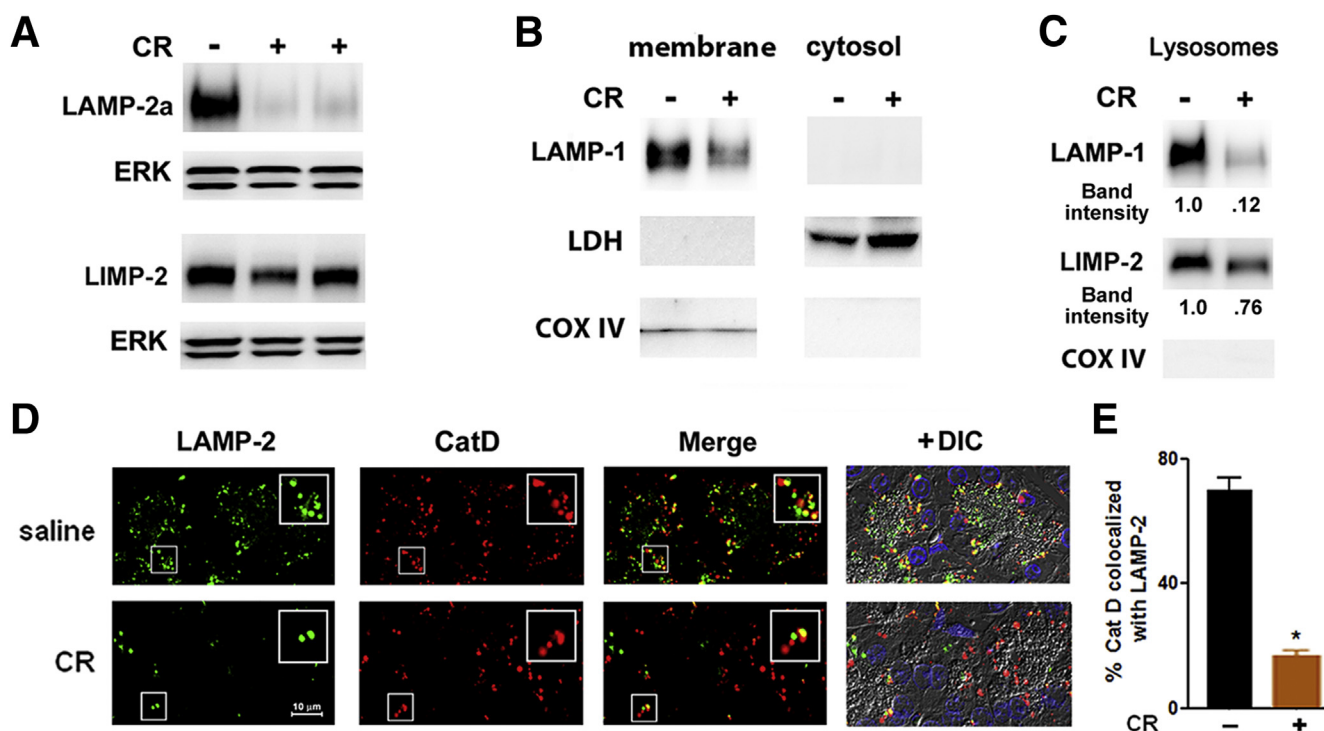 A
CR - + +
LAMP-2a
ERK
LIMP-2
ERK
B
membrane cytosol
CR - + - +
LAMP-1
LDH
COX IV
C
Lysosomes
CR - +
LAMP-1
Band
intensity 1.0 .12
LIMP-2
Band
intensity 1.0 .76
COX IV
D
LAMP-2 CatD Merge +DIC
saline
CR
10 µm
E
% Cat D colocalized
with LAMP-2
80
40
0
*
CR – +